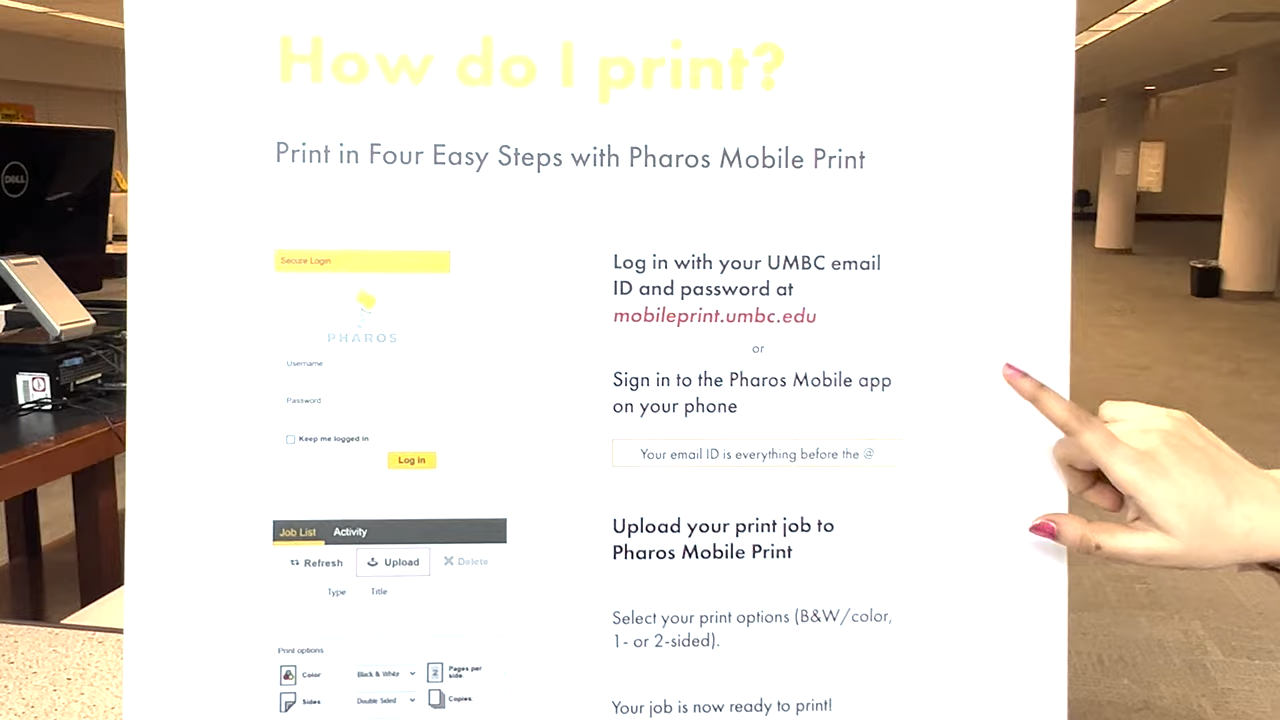 How do I print?
Print in Four Easy Steps with Pharos Mobile Print
DELL
Secure Login
PHAROS
Username
Password
Keep me logged in
Log in
Log in with your UMBC email
ID and password at
mobileprint.umbc.edu
or
Sign in to the Pharos Mobile app
on your phone
Your email ID is everything before the @
Job List Activity
Refresh Upload Delete
Type Title
Print options
Color Black & White Pages per side
Sides Double Sided Copies
Upload your print job to
Pharos Mobile Print
Select your print options (B&W/color,
1- or 2-sided).
Your job is now ready to print!